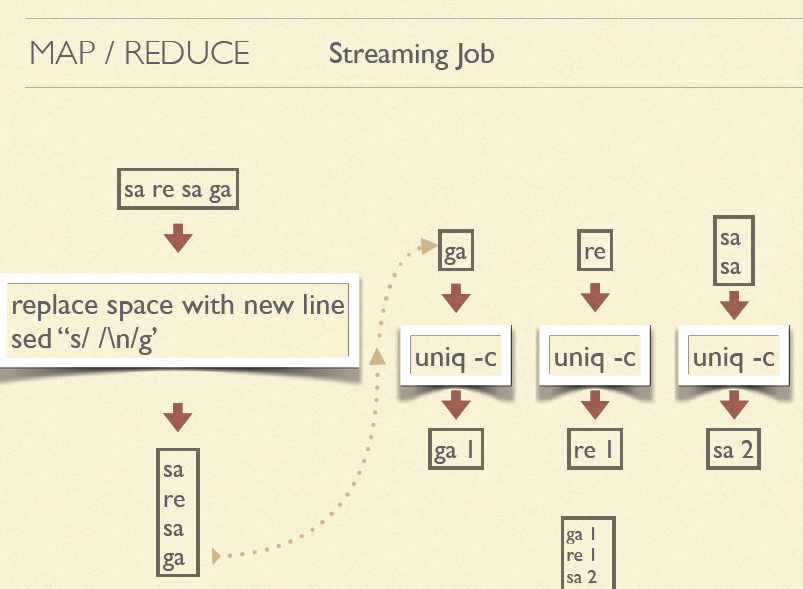 MAP / REDUCE
Streaming Job
sa re sa ga
replace space with new line
sed “s/ /\n/g’
sa
re
sa
ga
ga
re
sa
sa
uniq -c
uniq -c
uniq -c
ga 1
re 1
sa 2
ga 1
re 1
sa 2